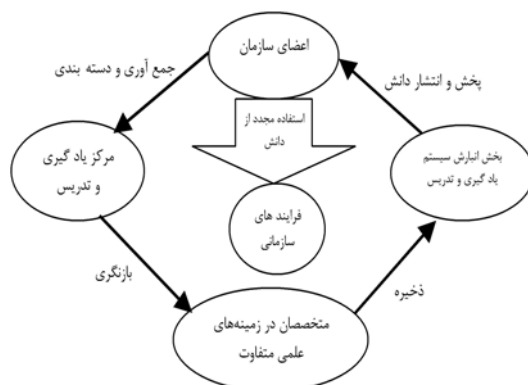 اعضای سازمان
جمع آوری و دسته بندی
پخش و انتشار دانش
استفاده مجدد از
دانش
مرکز یاد گیری
و تدریس
بخش انبارش سیستم
یاد گیری و تدریس
فرایند های
سازمانی
بازنگری
ذخیره
متخصصان در زمینه‌های
علمی متفاوت